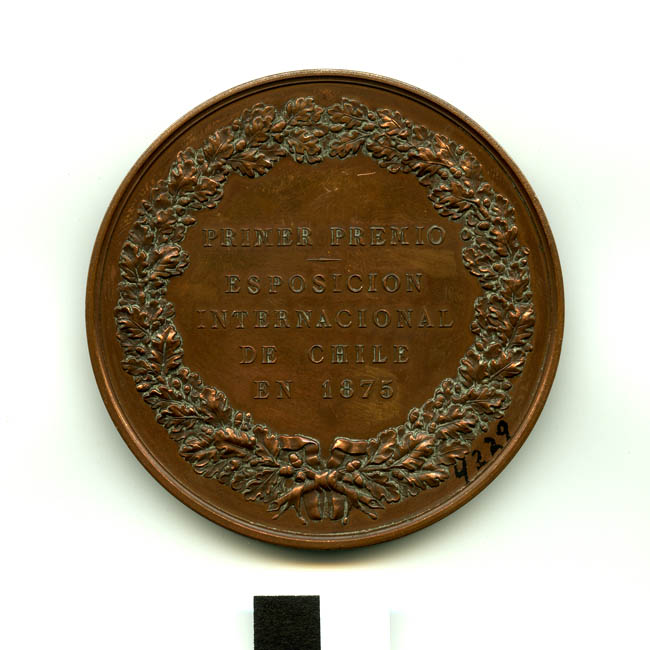 PRIMER PREMIO
ESPOSICION
INTERNACIONAL
DE CHILE
EN 1875
4229